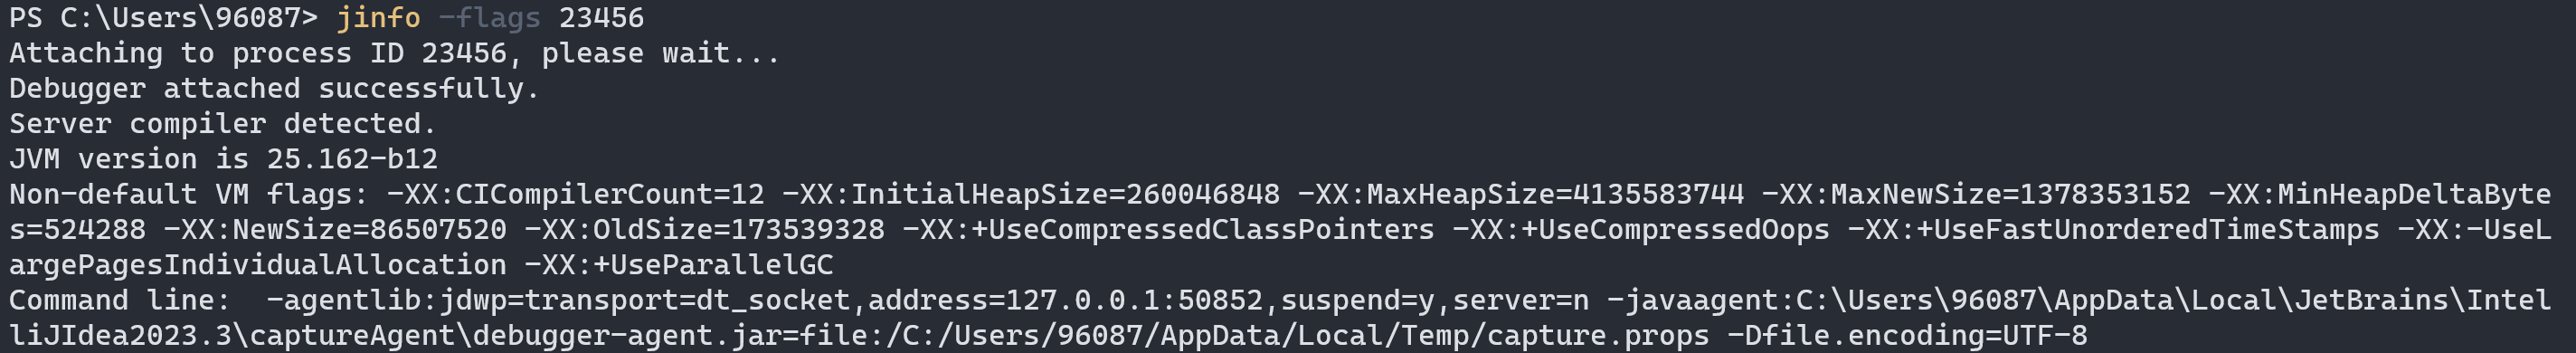 PS C:\Users\96087> jinfo -flags 23456
Attaching to process ID 23456, please wait...
Debugger attached successfully.
Server compiler detected.
JVM version is 25.162-b12
Non-default VM flags: -XX:CICompilerCount=12 -XX:InitialHeapSize=260046848 -XX:MaxHeapSize=4135583744 -XX:MaxNewSize=1378353152 -XX:MinHeapDeltaByte
s=524288 -XX:NewSize=86507520 -XX:OldSize=173539328 -XX:+UseCompressedClassPointers -XX:+UseCompressedOops -XX:+UseFastUnorderedTimeStamps -XX:-UseL
argePagesIndividualAllocation -XX:+UseParallelGC
Command line:  -agentlib:jdwp=transport=dt_socket,address=127.0.0.1:50852,suspend=y,server=n -javaagent:C:\Users\96087\AppData\Local\JetBrains\Intel
liJIdea2023.3\captureAgent\debugger-agent.jar=file:/C:/Users/96087/AppData/Local/Temp/capture.props -Dfile.encoding=UTF-8